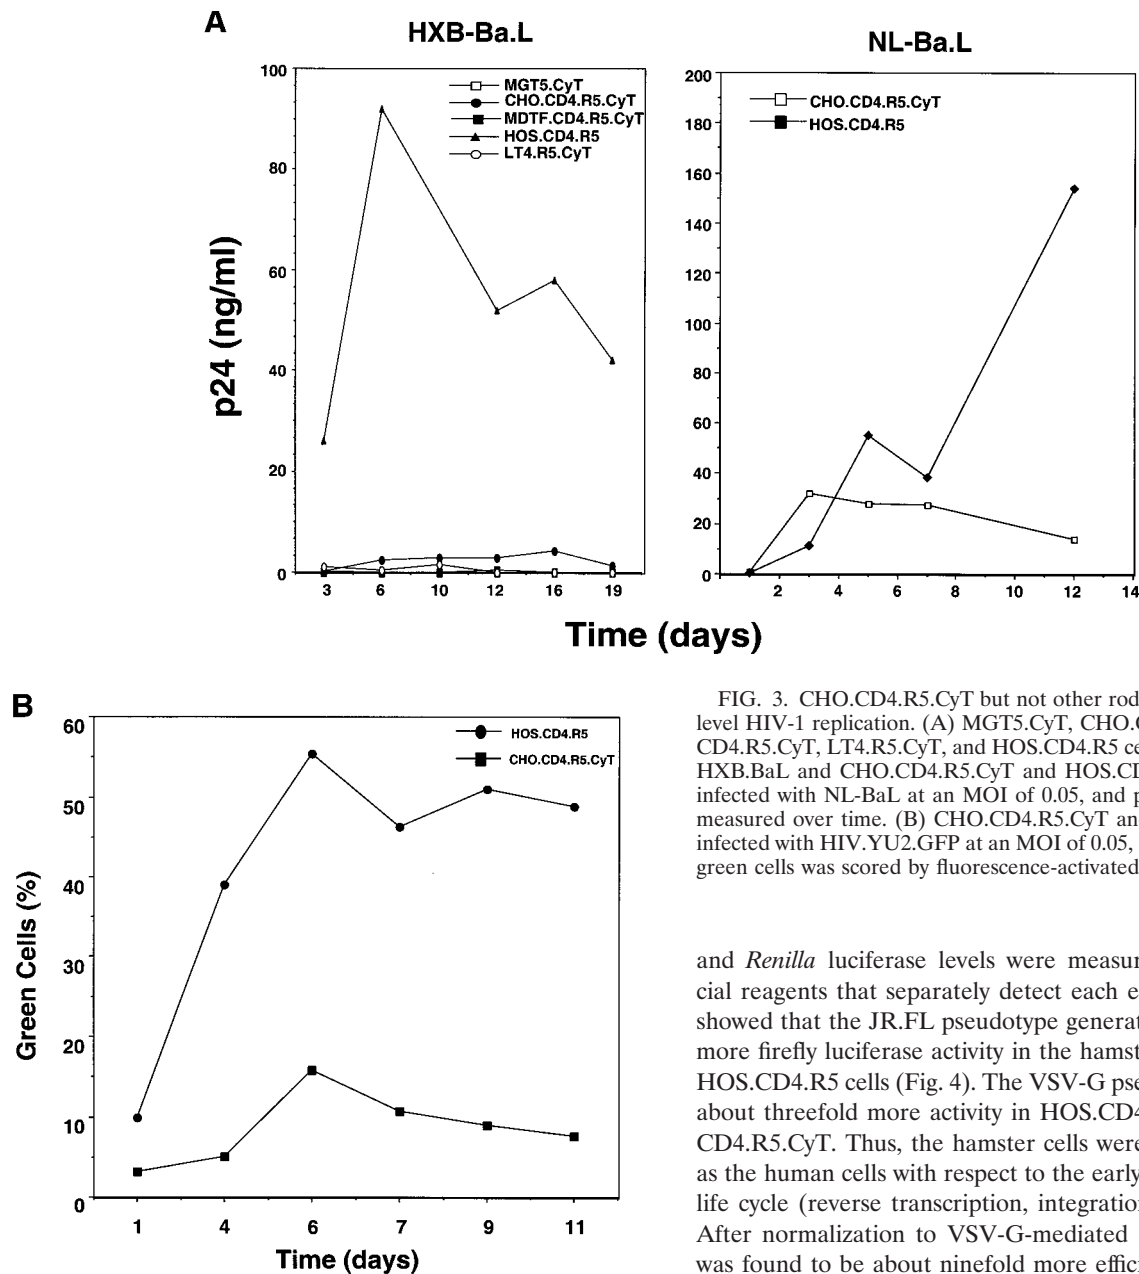 A
HXB-Ba.L
NL-Ba.L
100
80
60
40
20
0
MGT5.CyT
CHO.CD4.R5.CyT
MDTF.CD4.R5.CyT
HOS.CD4.R5
LT4.R5.CyT
3 6 10 12 16 19
p24 (ng/ml)
200
180
160
140
120
100
80
60
40
20
0
CHO.CD4.R5.CyT
HOS.CD4.R5
2 4 6 8 10 12 14
Time (days)
B
60
50
40
30
20
10
0
HOS.CD4.R5
CHO.CD4.R5.CyT
Green Cells (%)
1 4 6 7 9 11
Time (days)
FIG. 3. CHO.CD4.R5.CyT but not other rod
level HIV-1 replication. (A) MGT5.CyT, CHO.
CD4.R5.CyT, LT4.R5.CyT, and HOS.CD4.R5 ce
HXB.BaL and CHO.CD4.R5.CyT and HOS.CD
infected with NL-BaL at an MOI of 0.05, and p
measured over time. (B) CHO.CD4.R5.CyT an
infected with HIV.YU2.GFP at an MOI of 0.05,
green cells was scored by fluorescence-activated
and Renilla luciferase levels were measur
cial reagents that separately detect each e
showed that the JR.FL pseudotype generat
more firefly luciferase activity in the hamst
HOS.CD4.R5 cells (Fig. 4). The VSV-G pse
about threefold more activity in HOS.CD4
CD4.R5.CyT. Thus, the hamster cells were
as the human cells with respect to the early
life cycle (reverse transcription, integration
After normalization to VSV-G-mediated
was found to be about ninefold more effici